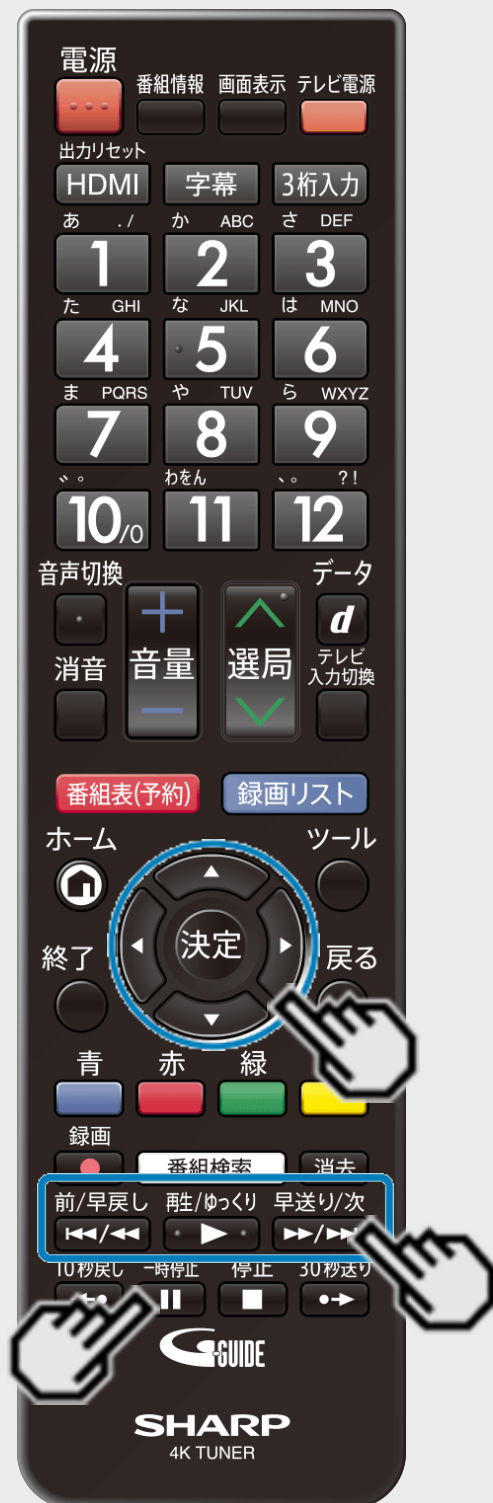 電源
番組情報 画面表示 テレビ電源
出力リセット
HDMI 字幕 3桁入力
あ ./ か ABC さ DEF
1 2 3
た GHI な JKL は MNO
4 5 6
ま PQRS や TUV ら WXYZ
7 8 9
゛゜ わをん 、。 ?!
10/0 11 12
音声切換 データ
+ d
消音 音量 選局 テレビ
入力切換
−
番組表(予約) 録画リスト
ホーム ツール
決定
終了 戻る
青 赤 緑
録画
番組検索 消去
前/早戻し 再生/ゆっくり 早送り/次
10秒戻し 一時停止 停止 30秒送り
G-GUIDE
SHARP
4K TUNER